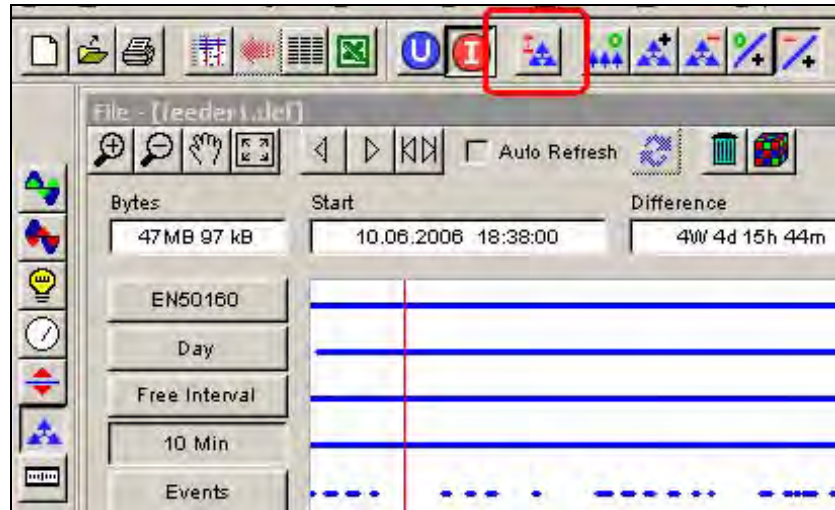 U I I
File - [feeder1.def]
Auto Refresh
Bytes Start Difference
47MB 97 kB 10.06.2006 18:38:00 4W 4d 15h 44m
EN50160
Day
Free Interval
10 Min
Events